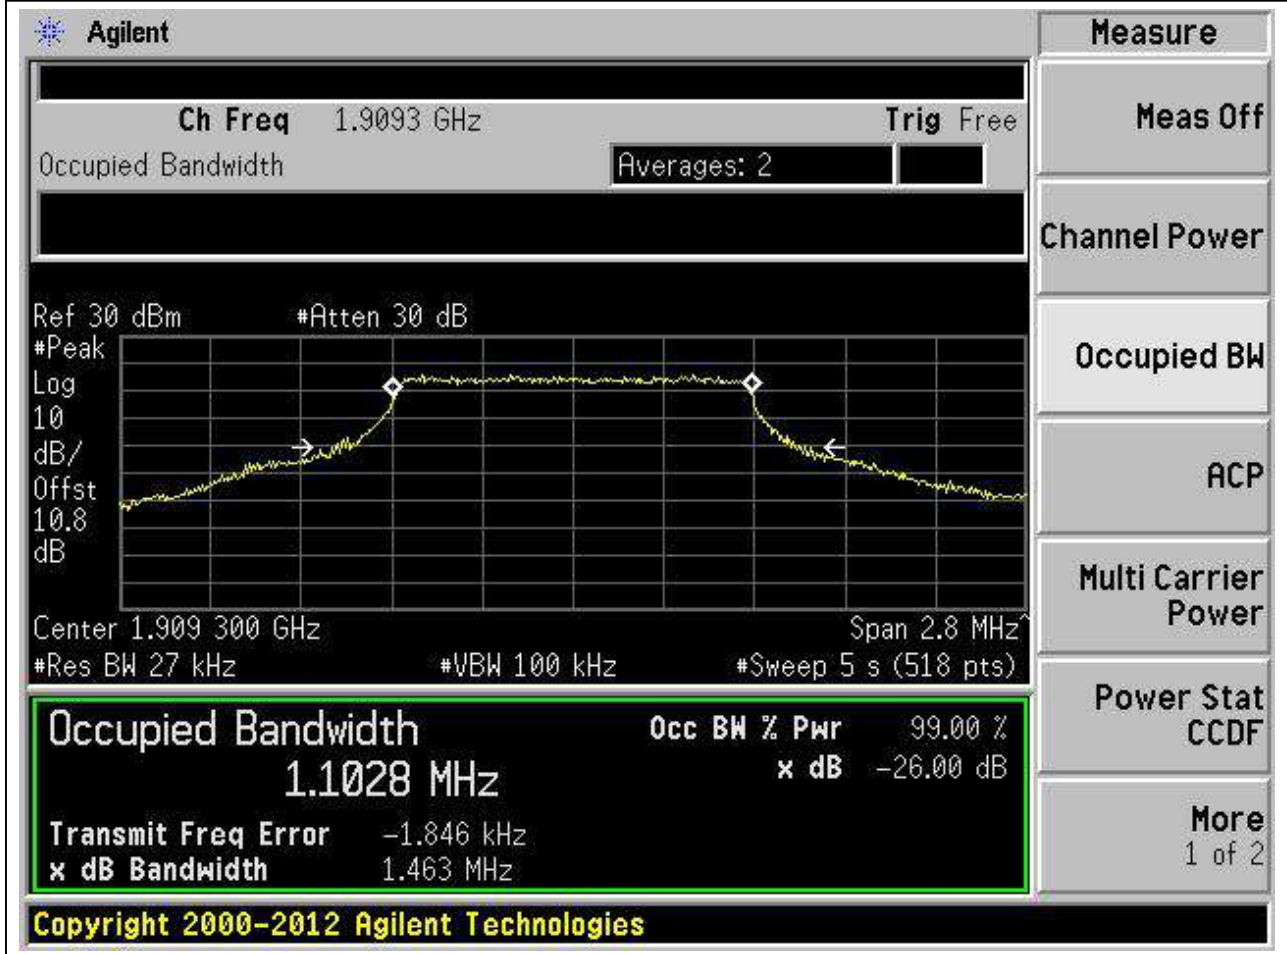 Agilent
Measure
Ch Freq 1.9093 GHz Trig Free
Occupied Bandwidth Averages: 2
Ref 30 dBm #Atten 30 dB
#Peak
Log
10
dB/
Offst
10.8
dB
Center 1.909 300 GHz Span 2.8 MHz^
#Res BW 27 kHz #VBW 100 kHz #Sweep 5 s (518 pts)
Occupied Bandwidth Occ BW % Pwr 99.00 %
1.1028 MHz x dB -26.00 dB
Transmit Freq Error -1.846 kHz
x dB Bandwidth 1.463 MHz
Copyright 2000-2012 Agilent Technologies
Meas Off
Channel Power
Occupied BW
ACP
Multi Carrier
Power
Power Stat
CCDF
More
1 of 2